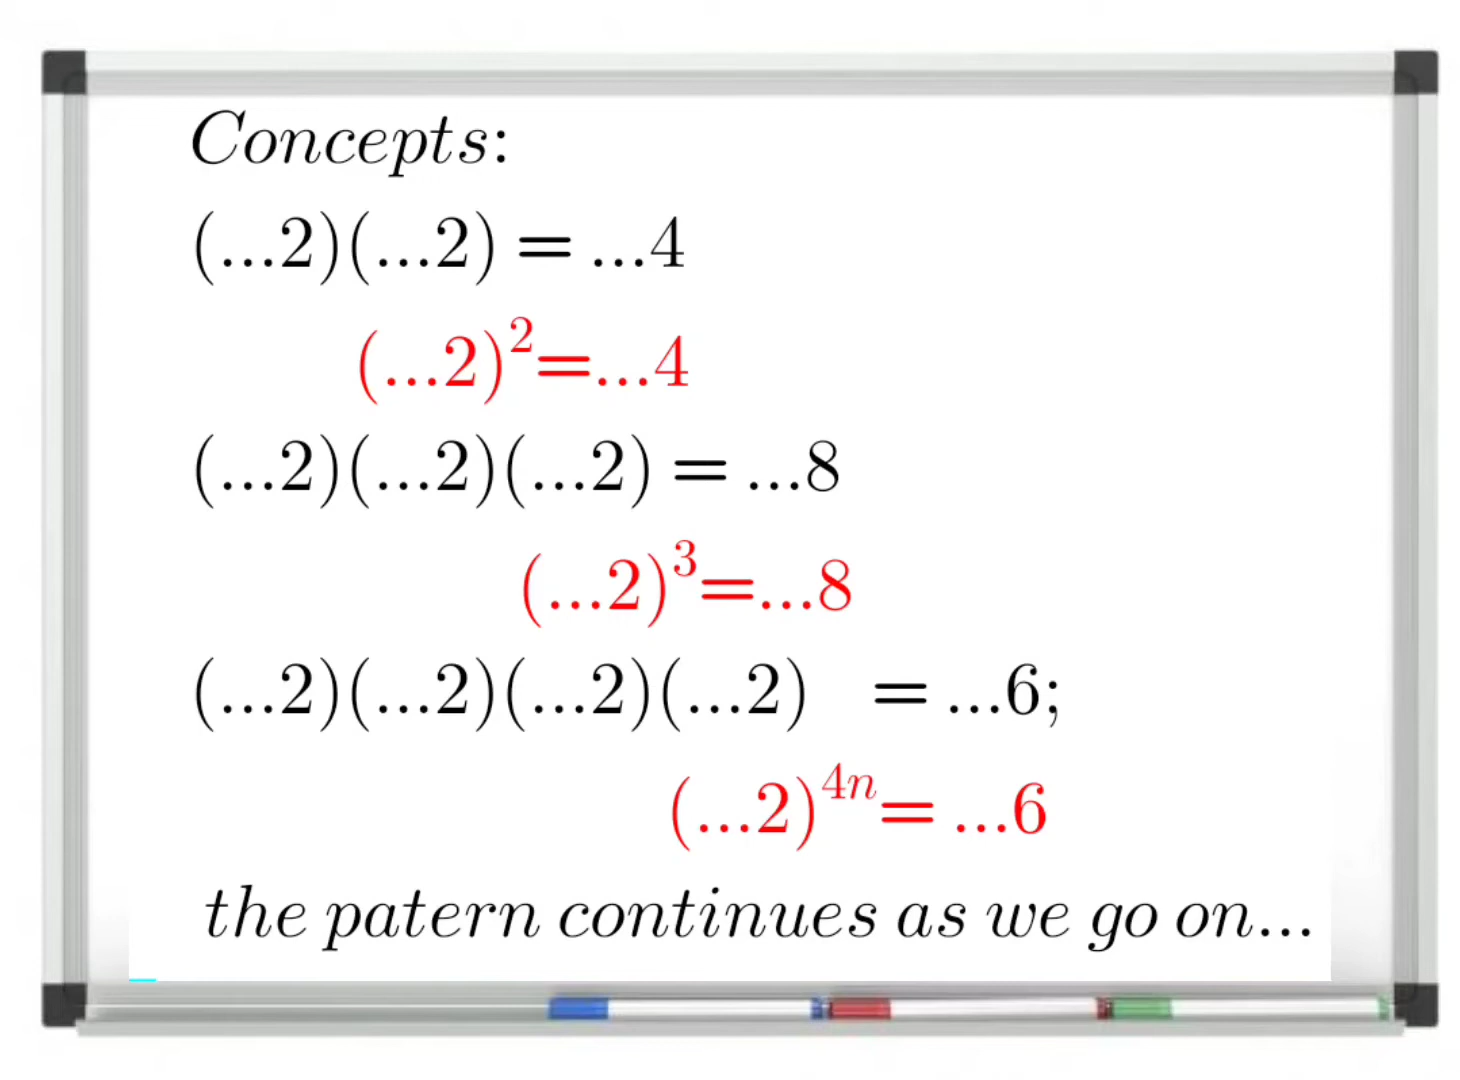 Concepts:
(...2)(...2) = ...4
(...2)^2=...4
(...2)(...2)(...2) = ...8
(...2)^3=...8
(...2)(...2)(...2)(...2) = ...6;
(...2)^{4n}= ...6
the patern continues as we go on...